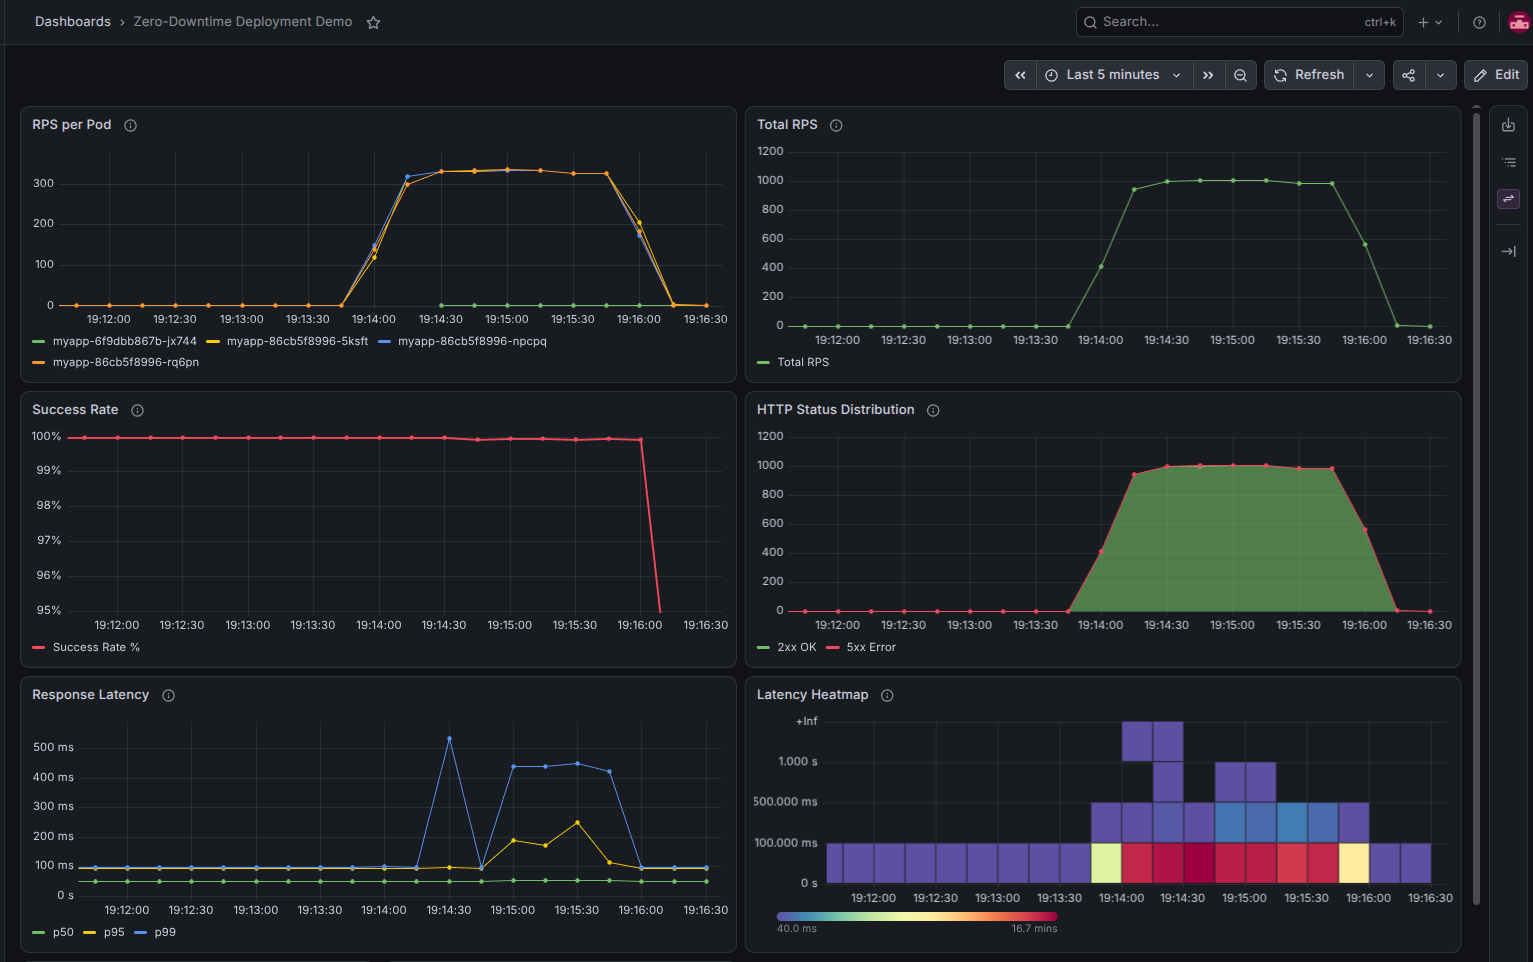 Dashboards › Zero-Downtime Deployment Demo
Search... ctrl+k
Last 5 minutes Refresh Edit
RPS per Pod
300
200
100
0
19:12:00 19:12:30 19:13:00 19:13:30 19:14:00 19:14:30 19:15:00 19:15:30 19:16:00 19:16:30
myapp-6f9dbb867b-jx744 myapp-86cb5f8996-5ksft myapp-86cb5f8996-npcpq
myapp-86cb5f8996-rq6pn
Total RPS
1200
1000
800
600
400
200
0
19:12:00 19:12:30 19:13:00 19:13:30 19:14:00 19:14:30 19:15:00 19:15:30 19:16:00 19:16:30
Total RPS
Success Rate
100%
99%
98%
97%
96%
95%
19:12:00 19:12:30 19:13:00 19:13:30 19:14:00 19:14:30 19:15:00 19:15:30 19:16:00 19:16:30
Success Rate %
HTTP Status Distribution
1200
1000
800
600
400
200
0
19:12:00 19:12:30 19:13:00 19:13:30 19:14:00 19:14:30 19:15:00 19:15:30 19:16:00 19:16:30
2xx OK 5xx Error
Response Latency
500 ms
400 ms
300 ms
200 ms
100 ms
0 s
19:12:00 19:12:30 19:13:00 19:13:30 19:14:00 19:14:30 19:15:00 19:15:30 19:16:00 19:16:30
p50 p95 p99
Latency Heatmap
+Inf
1.000 s
500.000 ms
100.000 ms
0 s
19:12:00 19:12:30 19:13:00 19:13:30 19:14:00 19:14:30 19:15:00 19:15:30 19:16:00 19:16:30
40.0 ms 16.7 mins